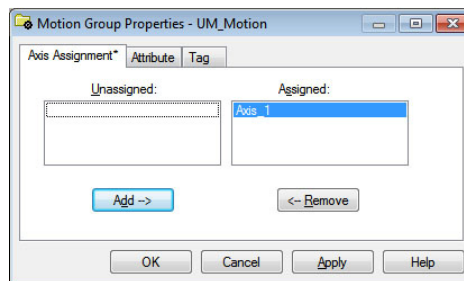 Motion Group Properties - UM_Motion
Axis Assignment* Attribute Tag
Unassigned: Assigned:
Axis_1
Add --> <-- Remove
OK Cancel Apply Help